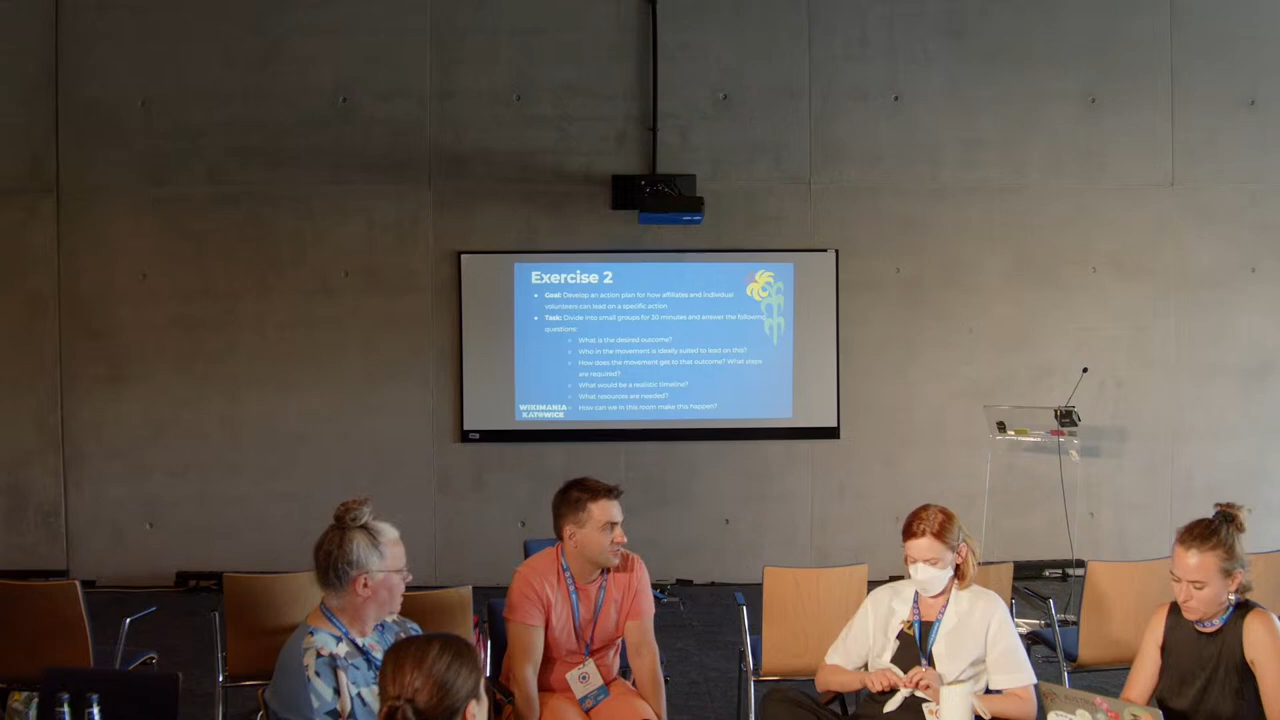 Exercise 2
Goal: Develop an action plan for how affiliates and individual
volunteers can lead on a specific action
Task: Divide into small groups for 30 minutes and answer the following
questions:
What is the desired outcome?
Who in the movement is ideally suited to lead on this?
How does the movement get to that outcome? What steps
are required?
What would be a realistic timeline?
What resources are needed?
How can we in this room make this happen?
WIKIMANIA
KATOWICE